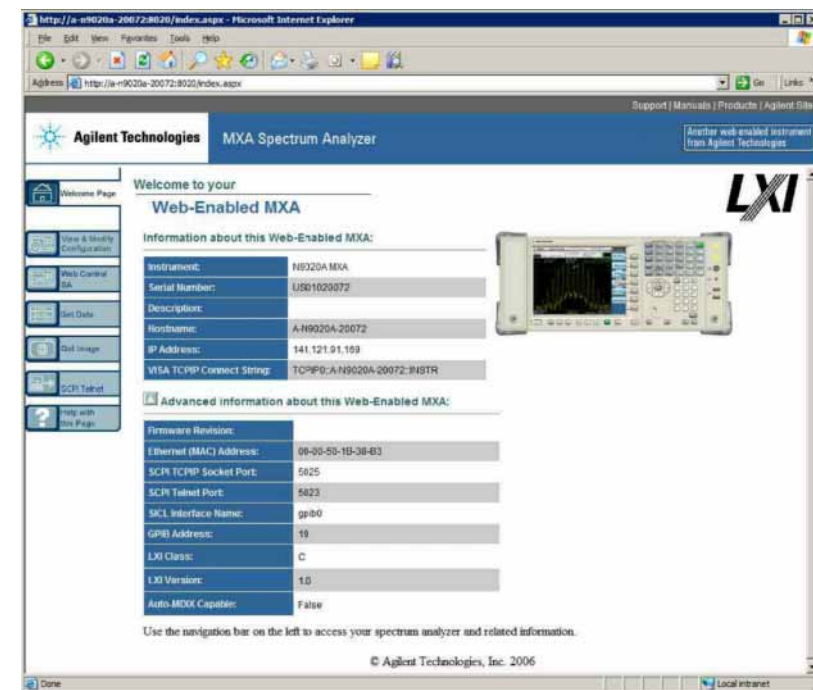 http://a-n9020a-20072:8020/index.aspx - Microsoft Internet Explorer
File Edit View Favorites Tools Help
Address http://a-n9020a-20072:8020/index.aspx Go Links
Support | Manuals | Products | Agilent Site
Agilent Technologies MXA Spectrum Analyzer
Another web-enabled instrument
from Agilent Technologies
Welcome Page
View & Modify
Configuration
Web Control
SA
Get Data
Get Image
SCPI Telnet
Help with
this Page
Welcome to your
Web-Enabled MXA
LXI
Information about this Web-Enabled MXA:
Instrument: N9020A MXA
Serial Number: US01020072
Description:
Hostname: A-N9020A-20072
IP Address: 141.121.91.169
VISA TCPIP Connect String: TCPIP0::A-N9020A-20072::INSTR
Advanced information about this Web-Enabled MXA:
Firmware Revision:
Ethernet (MAC) Address: 00-00-50-1B-38-B3
SCPI TCPIP Socket Port: 5025
SCPI Telnet Port: 5023
SICL Interface Name: gpib0
GPIB Address: 19
LXI Class: C
LXI Version: 1.0
Auto-MDIX Capable: False
Use the navigation bar on the left to access your spectrum analyzer and related information.
© Agilent Technologies, Inc. 2006
Done
Local intranet